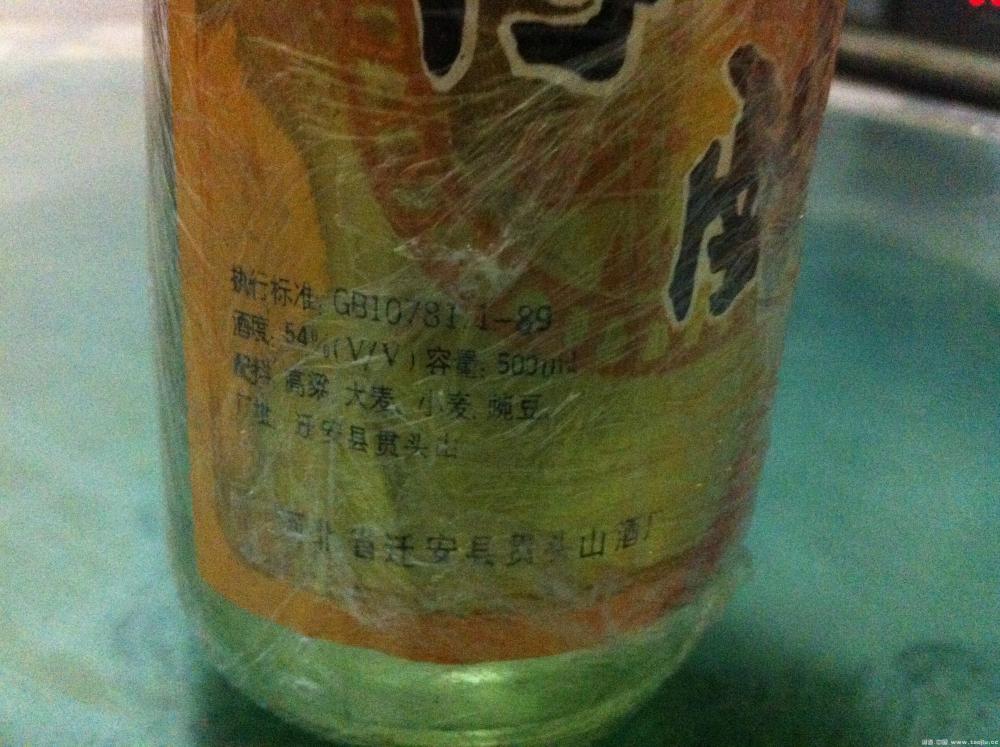 执行标准: GB10781.1-89
酒度: 54%(V/V) 容量: 500ml
配料: 高粱、大麦、小麦、豌豆、
厂址: 迁安县贯头山
河北省迁安县贯头山酒厂